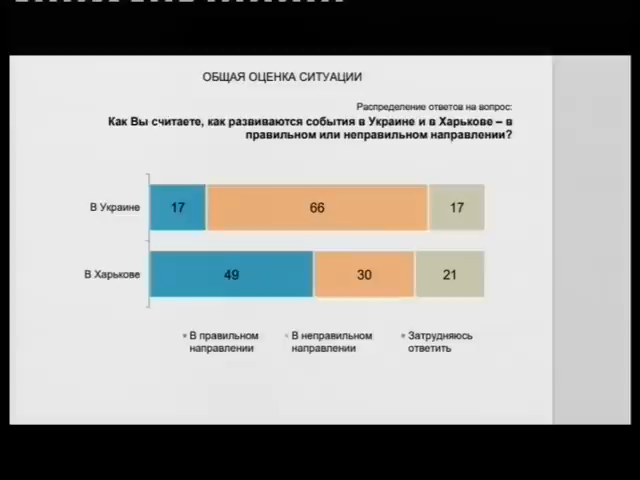 ОБЩАЯ ОЦЕНКА СИТУАЦИИ
Распределение ответов на вопрос:
Как Вы считаете, как развиваются события в Украине и в Харькове – в
правильном или неправильном направлении?
В Украине
17
66
17
В Харькове
49
30
21
В правильном
направлении
В неправильном
направлении
Затрудняюсь
ответить